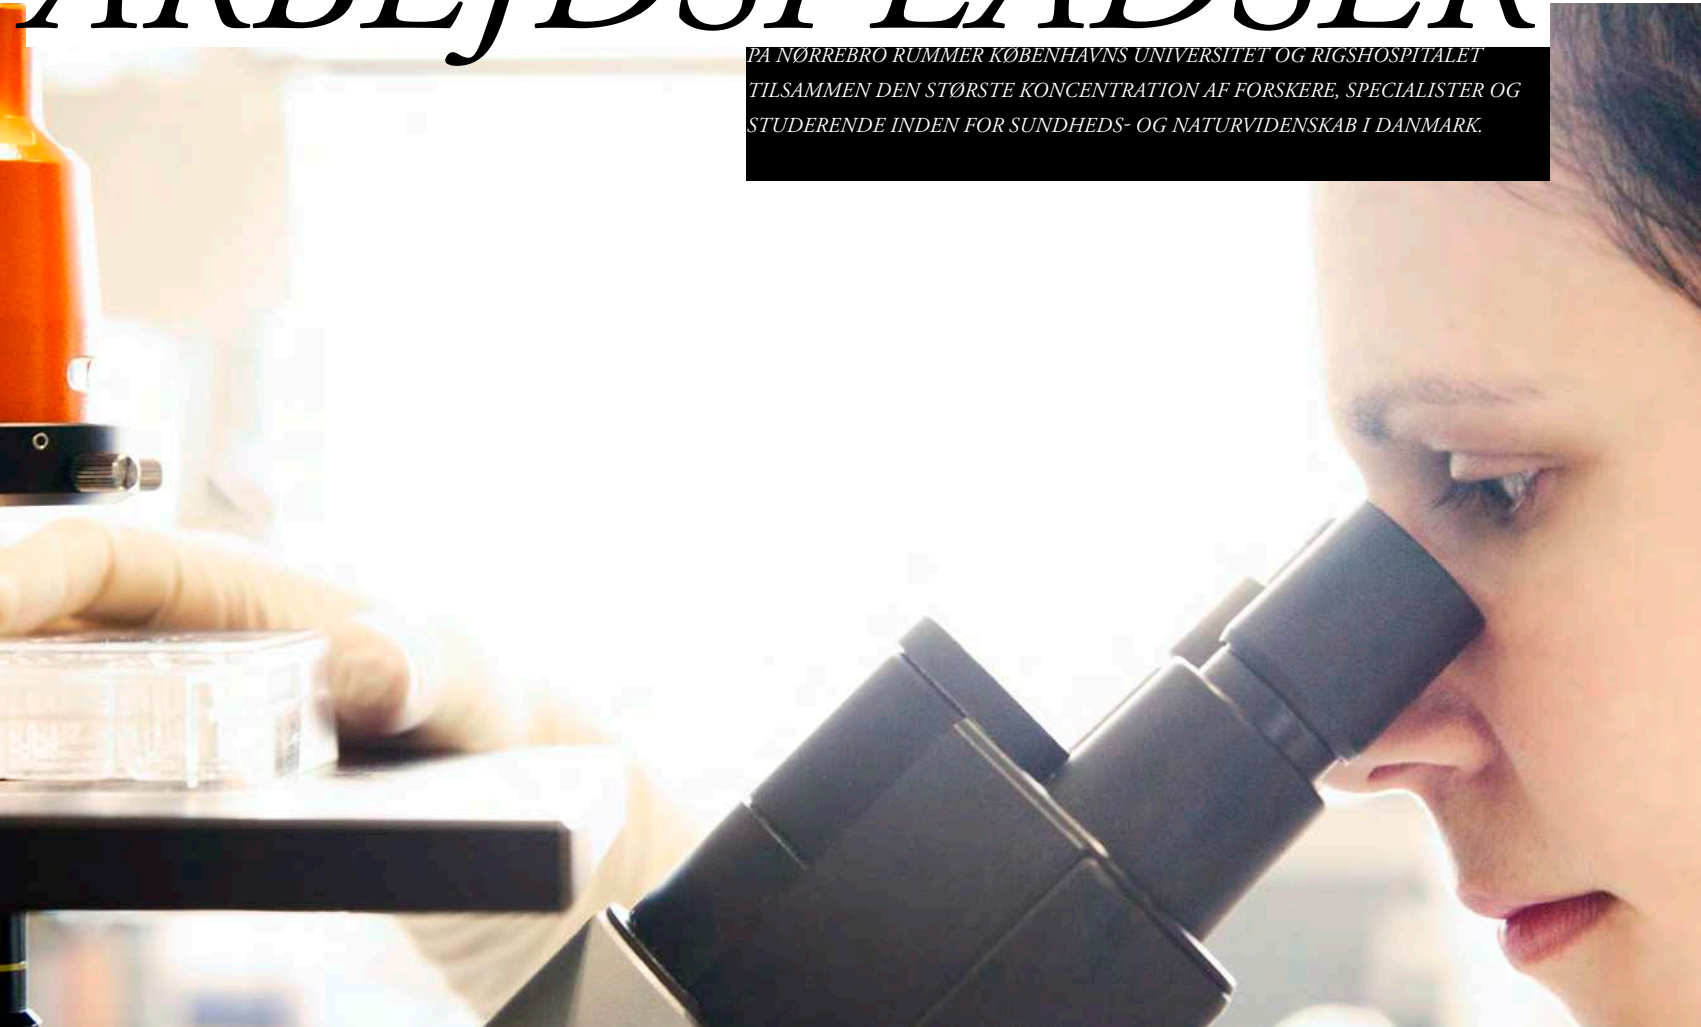 ARBEJDSPLADSER
PÅ NØRREBRO RUMMER KØBENHAVNS UNIVERSITET OG RIGSHOSPITALET
TILSAMMEN DEN STØRSTE KONCENTRATION AF FORSKERE, SPECIALISTER OG
STUDERENDE INDEN FOR SUNDHEDS- OG NATURVIDENSKAB I DANMARK.